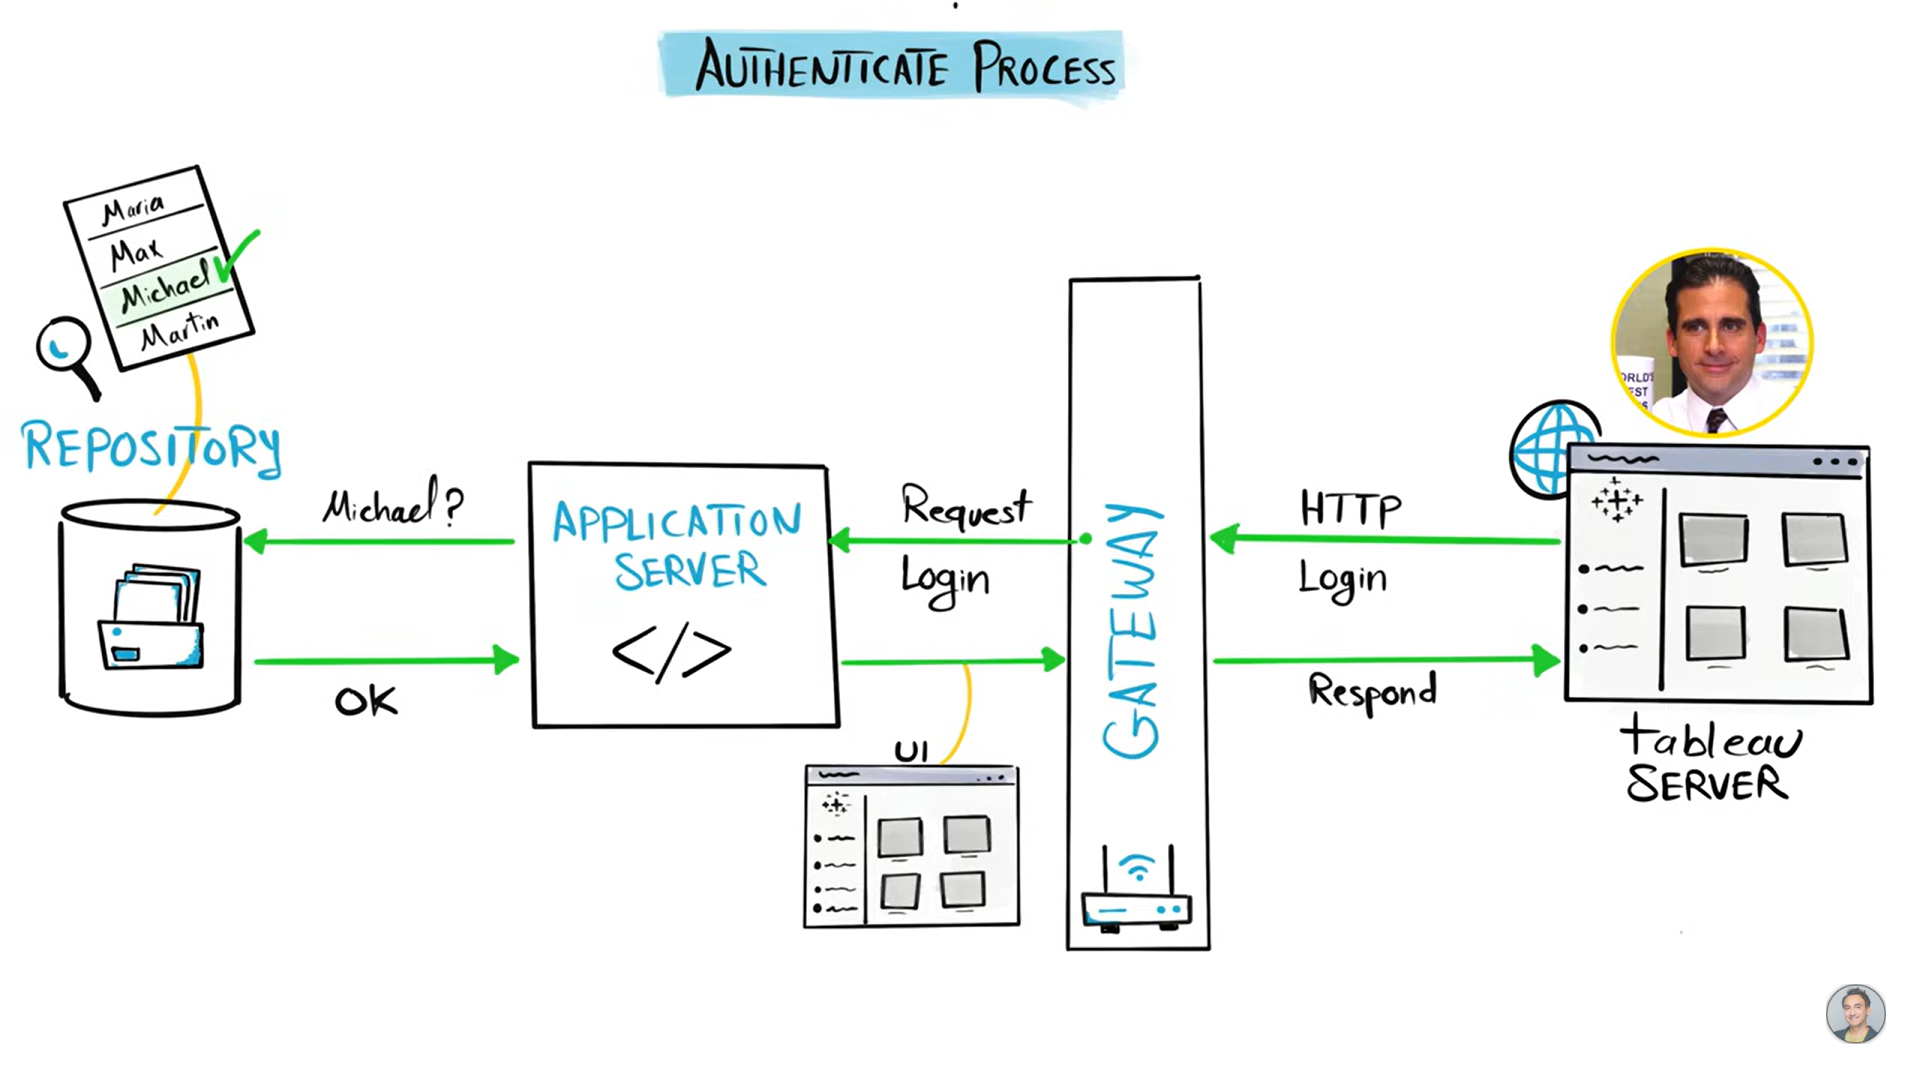 AUTHENTICATE PROCESS
Maria
Max
Michael
Martin
REPOSITORY
Michael?
OK
APPLICATION
SERVER
</>
Request
Login
UI
GATEWAY
HTTP
Login
Respond
ORLD'S
EST
tableau
SERVER